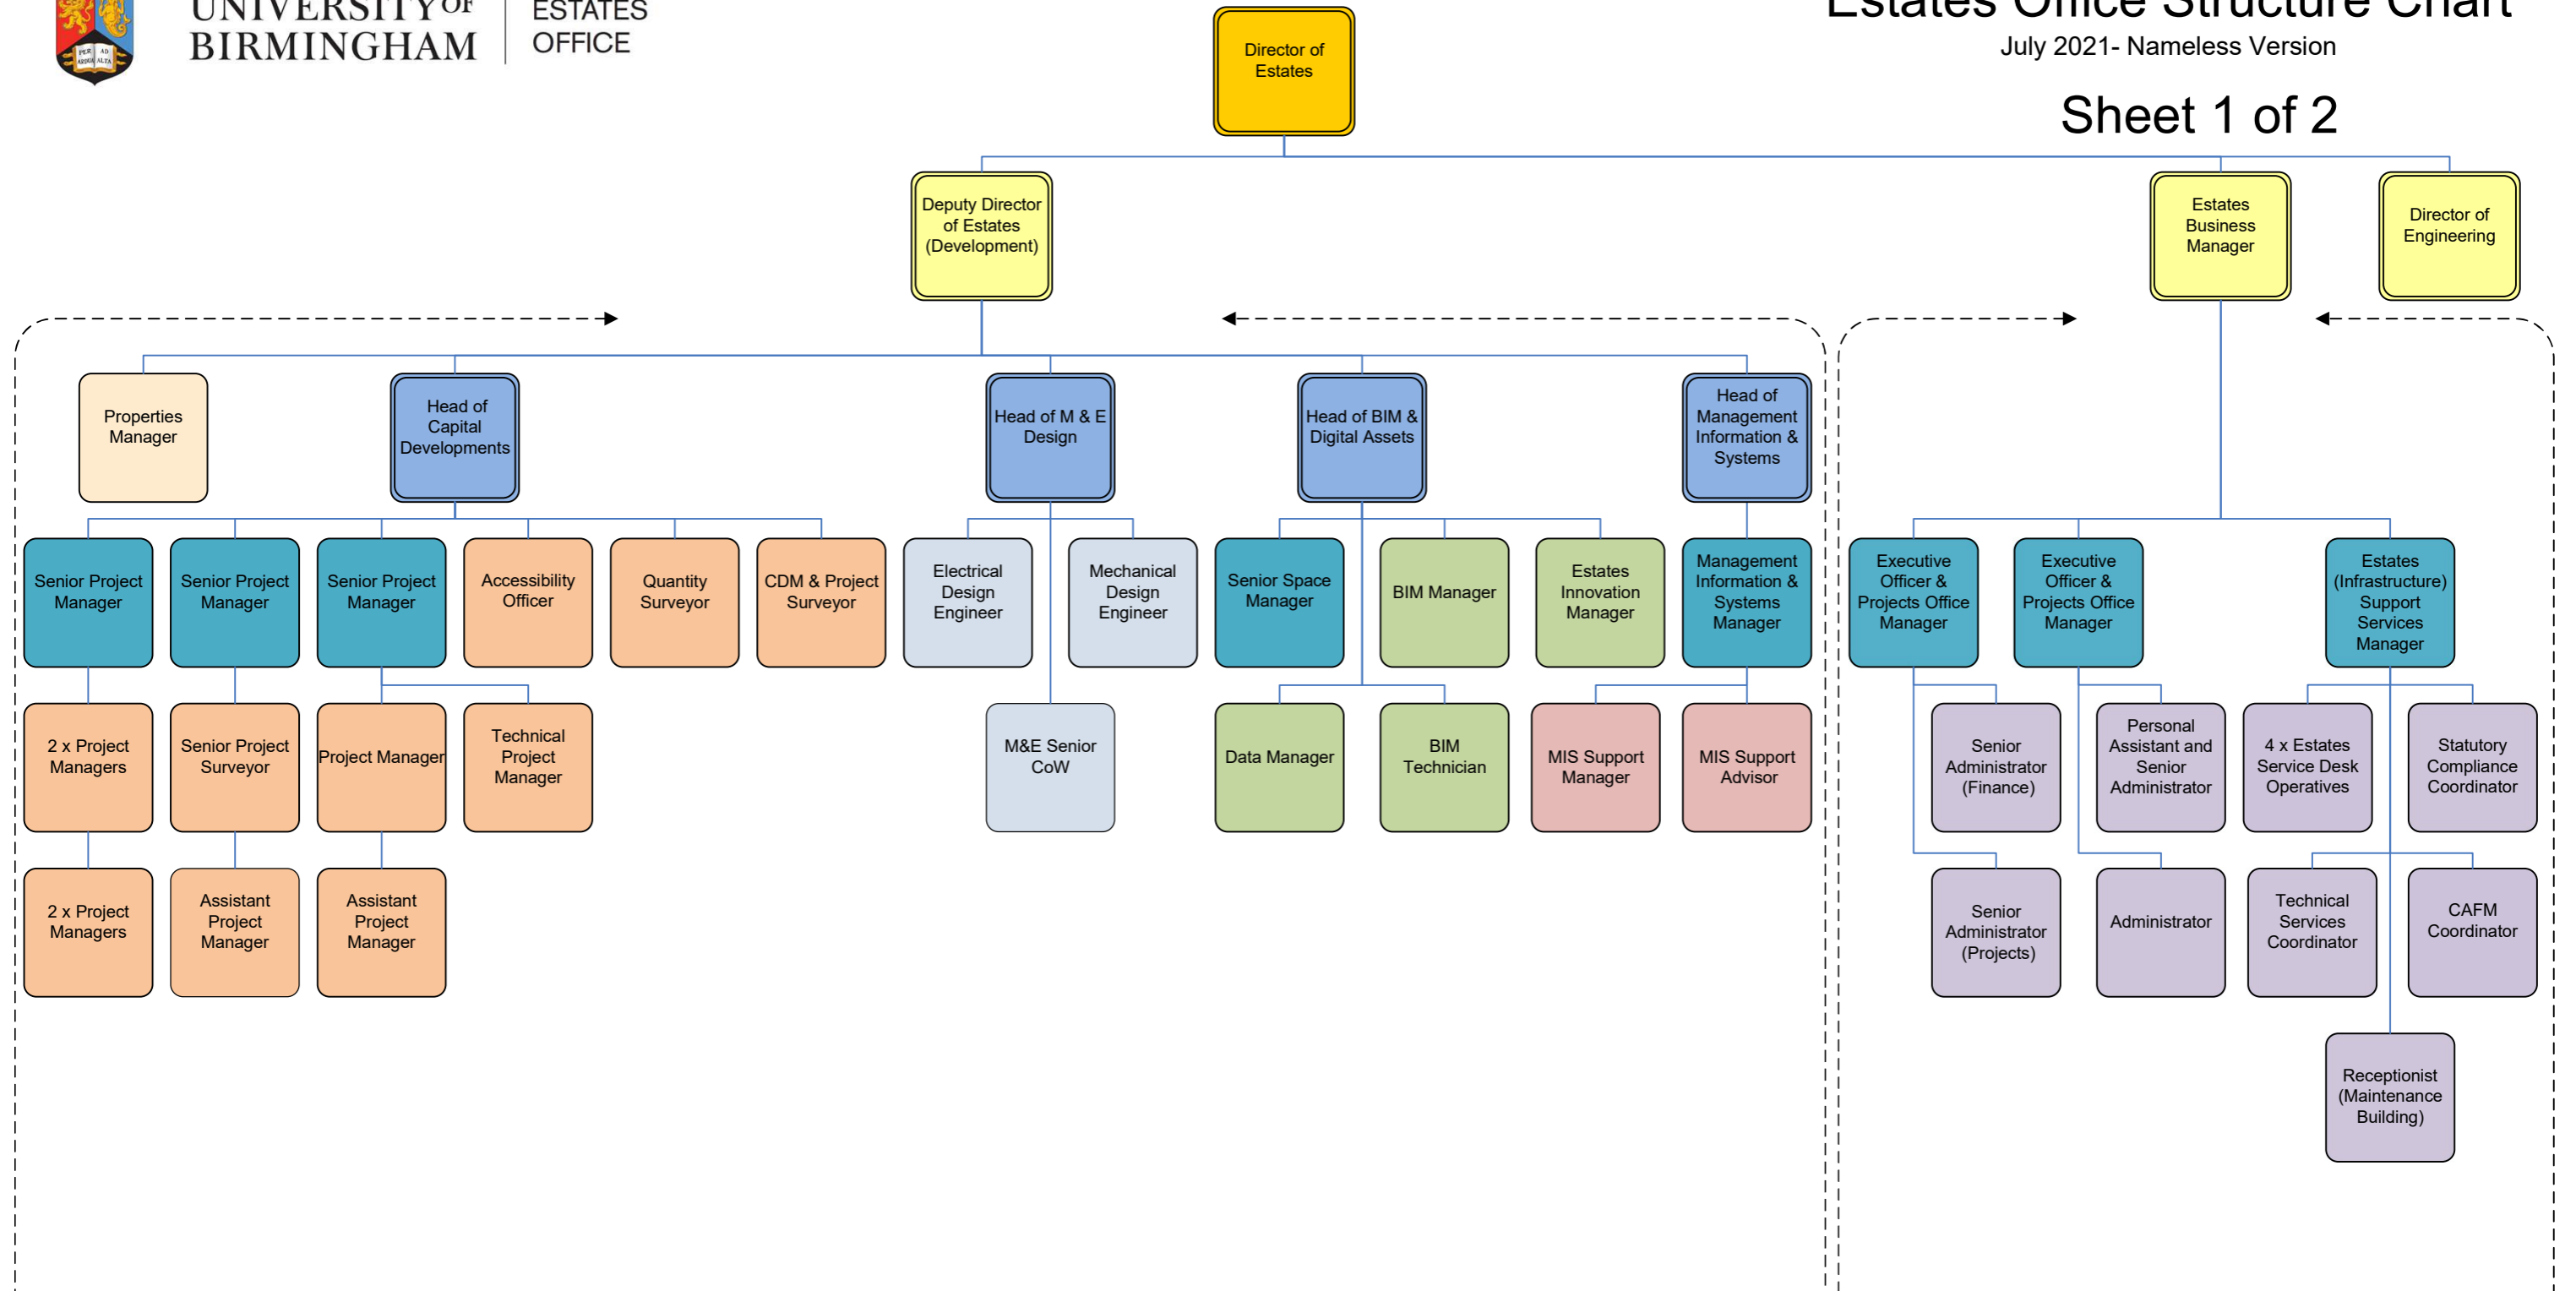 UNIVERSITY OF
BIRMINGHAM
ESTATES
OFFICE
PER AD
ARDUA ALTA
Estates Office Structure Chart
July 2021- Nameless Version
Sheet 1 of 2
Director of
Estates
Deputy Director
of Estates
(Development)
Estates
Business
Manager
Director of
Engineering
Properties
Manager
Head of
Capital
Developments
Head of M & E
Design
Head of BIM &
Digital Assets
Head of
Management
Information &
Systems
Senior Project
Manager
Senior Project
Manager
Senior Project
Manager
Accessibility
Officer
Quantity
Surveyor
CDM & Project
Surveyor
Electrical
Design
Engineer
Mechanical
Design
Engineer
Senior Space
Manager
BIM Manager
Estates
Innovation
Manager
Management
Information &
Systems
Manager
Executive
Officer &
Projects Office
Manager
Executive
Officer &
Projects Office
Manager
Estates
(Infrastructure)
Support
Services
Manager
2 x Project
Managers
Senior Project
Surveyor
Project Manager
Technical
Project
Manager
M&E Senior
CoW
Data Manager
BIM
Technician
MIS Support
Manager
MIS Support
Advisor
Senior
Administrator
(Finance)
Personal
Assistant and
Senior
Administrator
4 x Estates
Service Desk
Operatives
Statutory
Compliance
Coordinator
2 x Project
Managers
Assistant
Project
Manager
Assistant
Project
Manager
Senior
Administrator
(Projects)
Administrator
Technical
Services
Coordinator
CAFM
Coordinator
Receptionist
(Maintenance
Building)